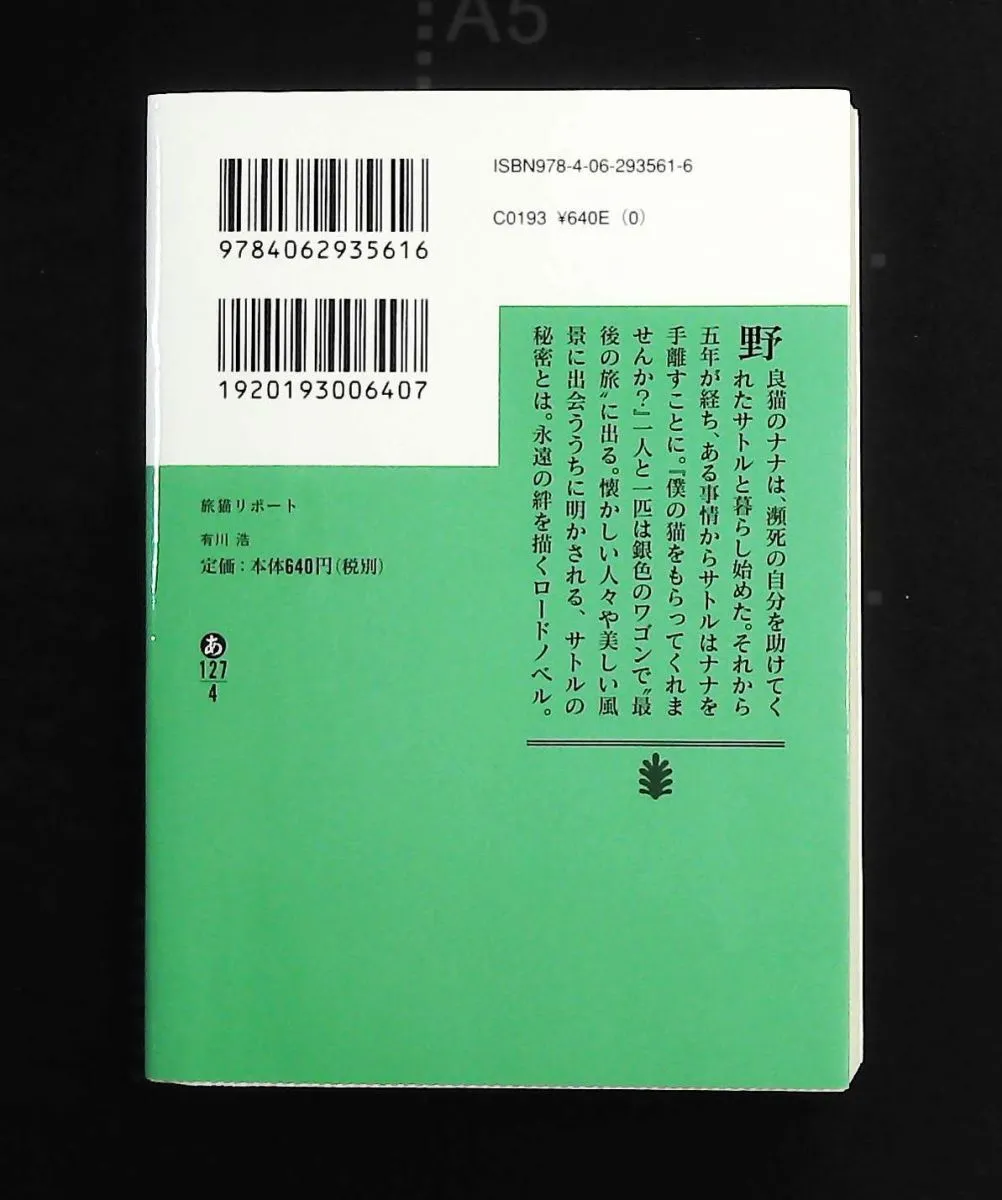 A5
9784062935616
ISBN978-4-06-293561-6
C0193 ¥640E (0)
1920193006407
野良猫のナナは、瀕死の自分を助けてく
れたサトルと暮らし始めた。それから
五年が経ち、ある事情からサトルはナナを
手離すことに。『僕の猫をもらってくれま
せんか?』一人と一匹は銀色のワゴンで〝最
後の旅〟に出る。懐かしい人々や美しい風
景に出会ううちに明かされる、サトルの
秘密とは。永遠の絆を描くロードノベル。
旅猫リポート
有川 浩
定価:本体640円(税別)
あ
127
4